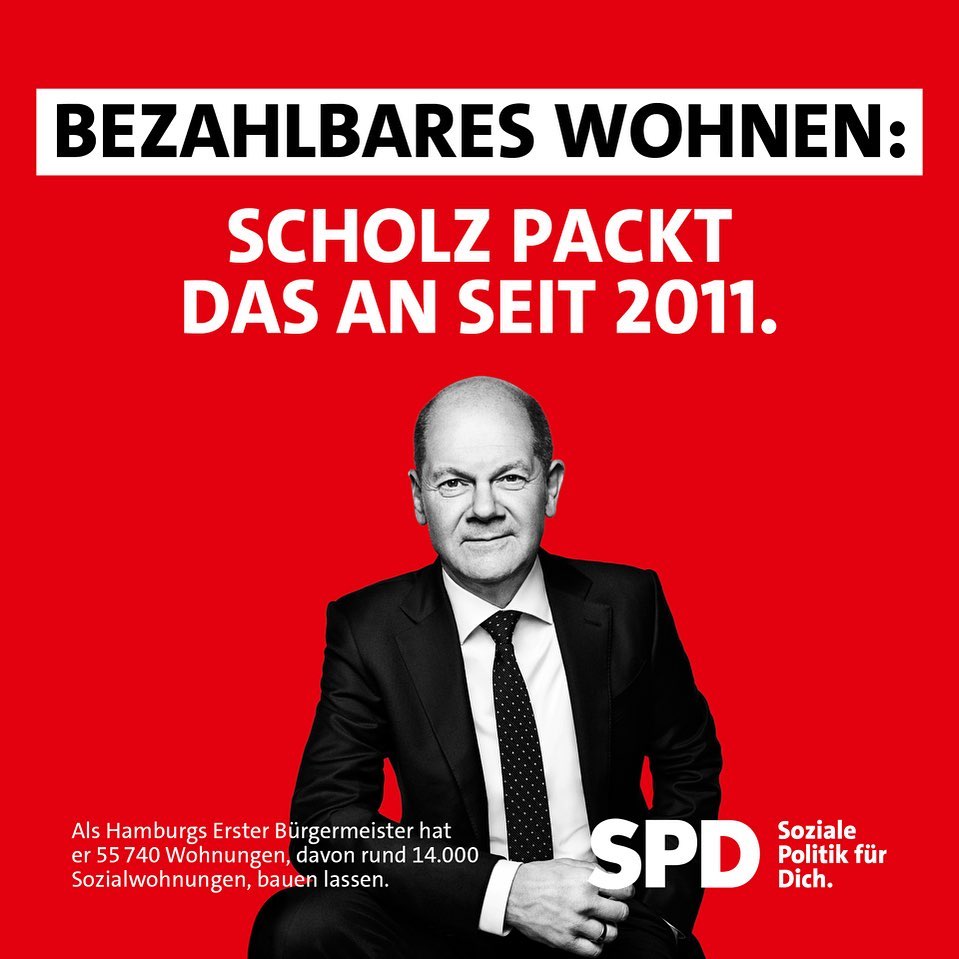 BEZAHLBARES WOHNEN:
SCHOLZ PACKT
DAS AN SEIT 2011.
Als Hamburgs Erster Bürgermeister hat
er 55 740 Wohnungen, davon rund 14.000
Sozialwohnungen, bauen lassen.
SPD
Soziale
Politik für
Dich.